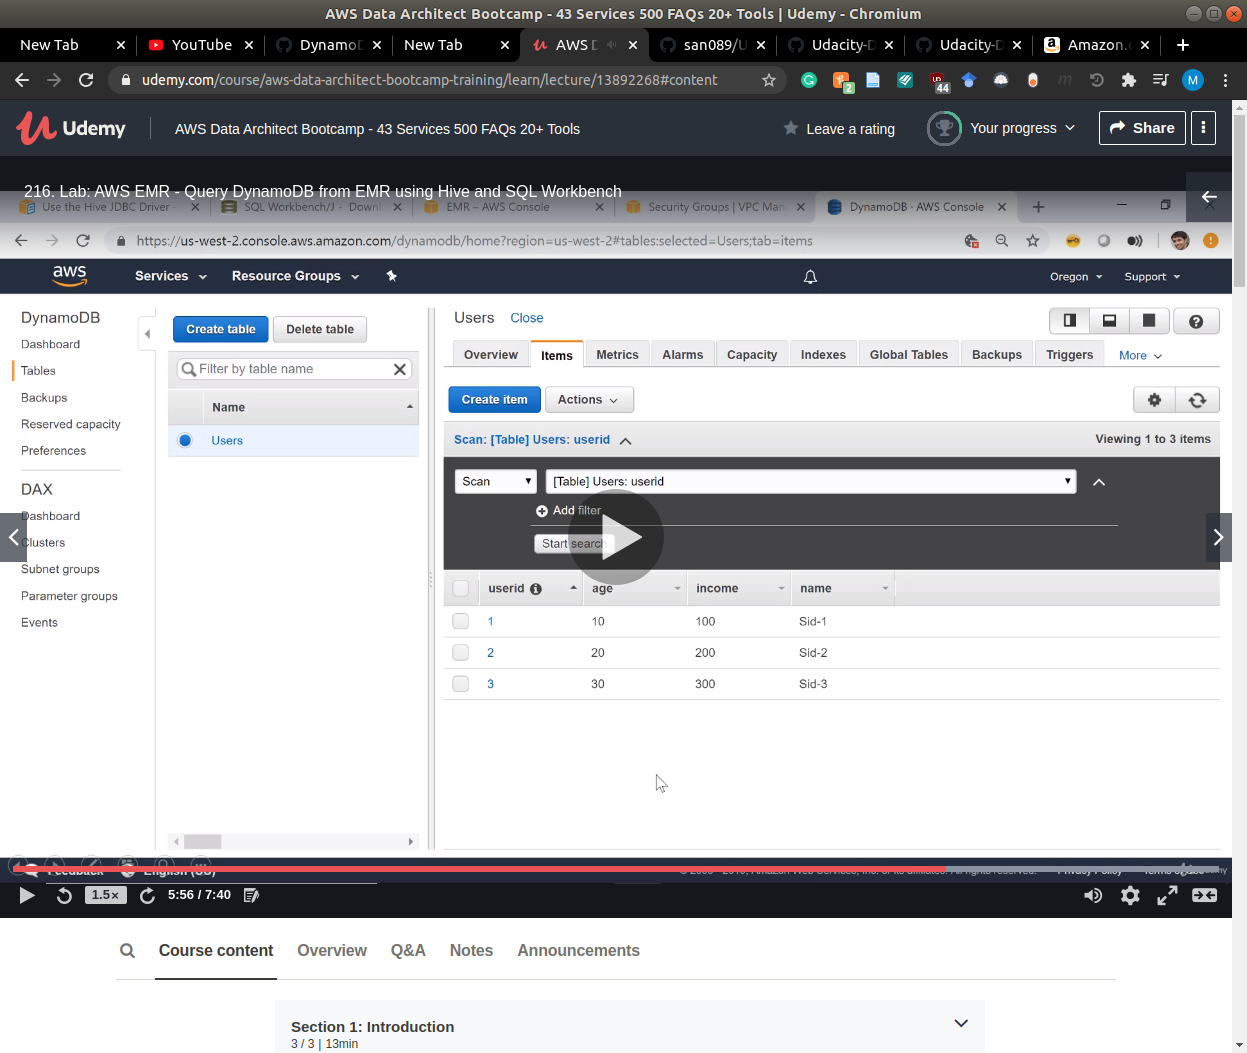 AWS Data Architect Bootcamp - 43 Services 500 FAQs 20+ Tools | Udemy - Chromium
New Tab
YouTube
Dynamo
New Tab
AWS
san089/
Udacity-
Udacity-
Amazon.
udemy.com/course/aws-data-architect-bootcamp-training/learn/lecture/13892268#content
2
44
M
Udemy
AWS Data Architect Bootcamp - 43 Services 500 FAQs 20+ Tools
Leave a rating
Your progress
Share
216. Lab: AWS EMR - Query DynamoDB from EMR using Hive and SQL Workbench
Use the Hive JDBC Driver -
SQL Workbench/J - Downl
EMR – AWS Console
Security Groups | VPC Man
DynamoDB · AWS Console
https://us-west-2.console.aws.amazon.com/dynamodb/home?region=us-west-2#tables:selected=Users;tab=items
aws
Services
Resource Groups
Oregon
Support
DynamoDB
Dashboard
Tables
Backups
Reserved capacity
Preferences
DAX
Dashboard
Clusters
Subnet groups
Parameter groups
Events
Create table
Delete table
Filter by table name
Name
Users
Users
Close
Overview
Items
Metrics
Alarms
Capacity
Indexes
Global Tables
Backups
Triggers
More
Create item
Actions
Scan: [Table] Users: userid
Viewing 1 to 3 items
Scan
[Table] Users: userid
Add filter
Start search
userid age income name
1 10 100 Sid-1
2 20 200 Sid-2
3 30 300 Sid-3
Feedback
English (US)
Privacy Policy
1.5×
5:56 / 7:40
Course content
Overview
Q&A
Notes
Announcements
Section 1: Introduction
3 / 3 | 13min